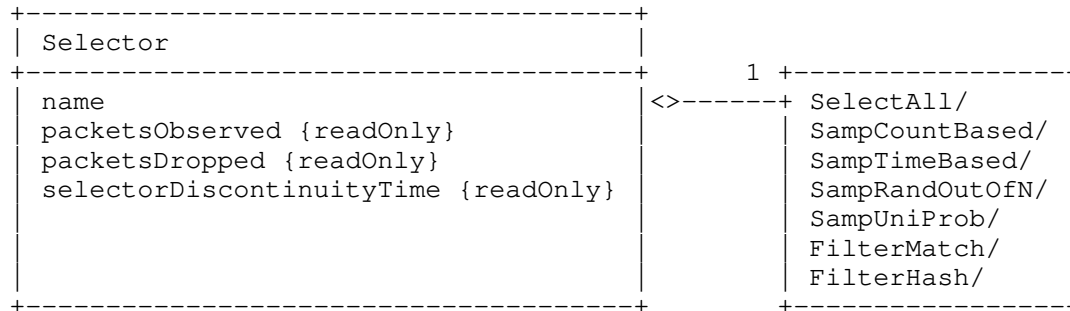 +---------------------------------------+
| Selector                              |
+---------------------------------------+      1 +------------------
| name                                  |<>------+ SelectAll/
| packetsObserved {readOnly}            |        | SampCountBased/
| packetsDropped {readOnly}             |        | SampTimeBased/
| selectorDiscontinuityTime {readOnly}  |        | SampRandOutOfN/
|                                       |        | SampUniProb/
|                                       |        | FilterMatch/
|                                       |        | FilterHash/
+---------------------------------------+        +------------------